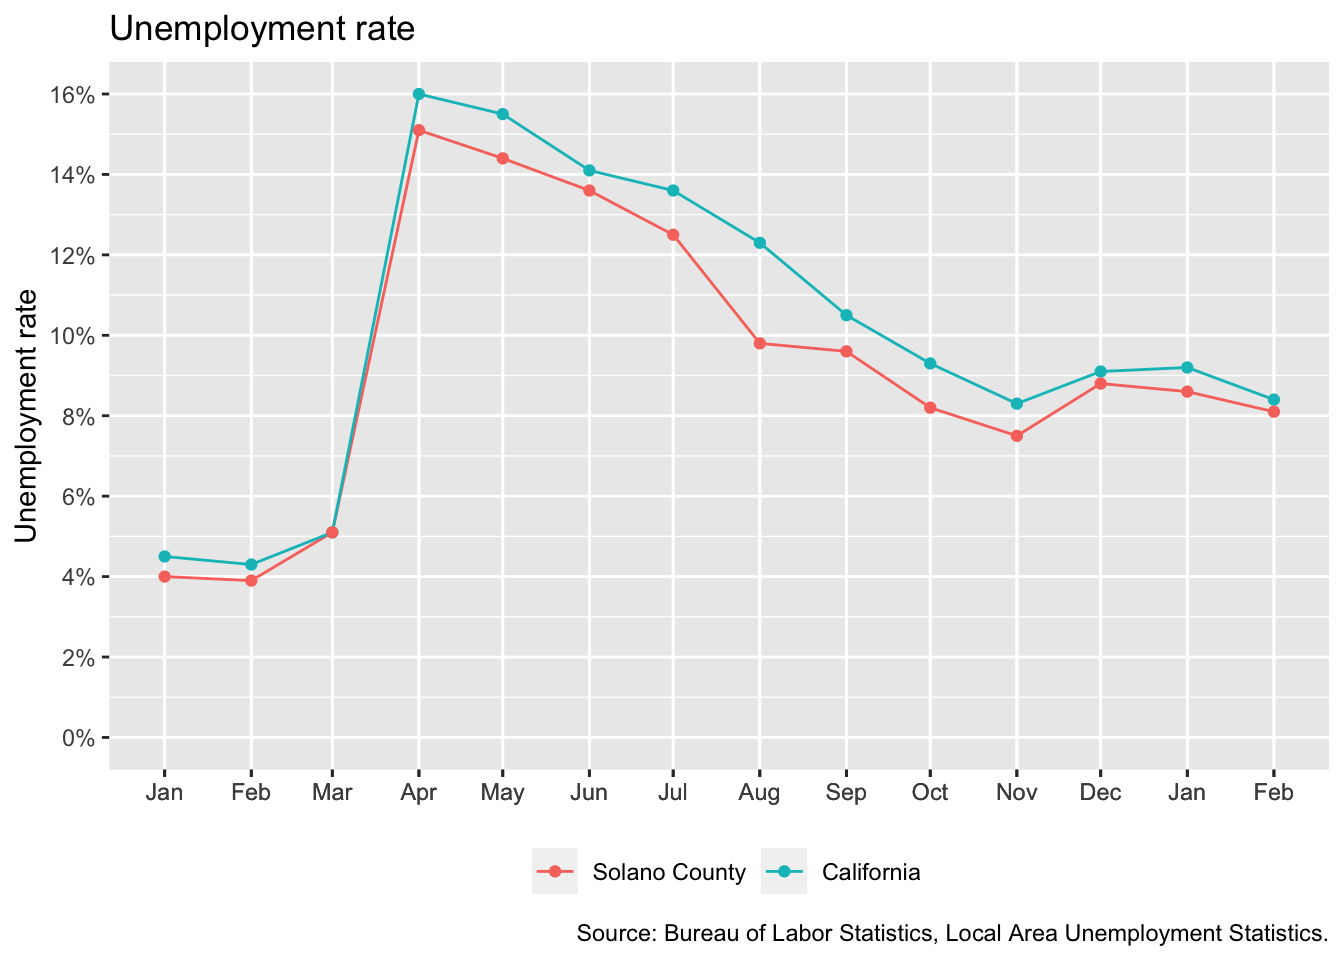 Unemployment rate
Unemployment rate
16%
14%
12%
10%
8%
6%
4%
2%
0%
Jan Feb Mar Apr May Jun Jul Aug Sep Oct Nov Dec Jan Feb
Solano County California
Source: Bureau of Labor Statistics, Local Area Unemployment Statistics.